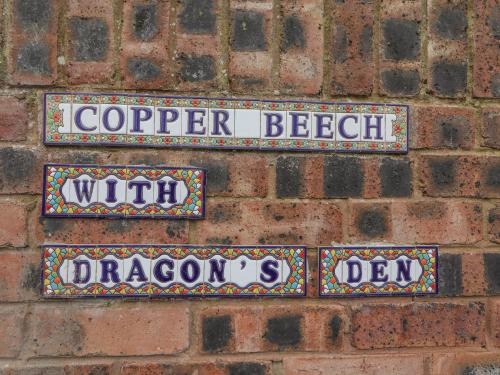 COPPER BEECH
WITH
DRAGON'S DEN